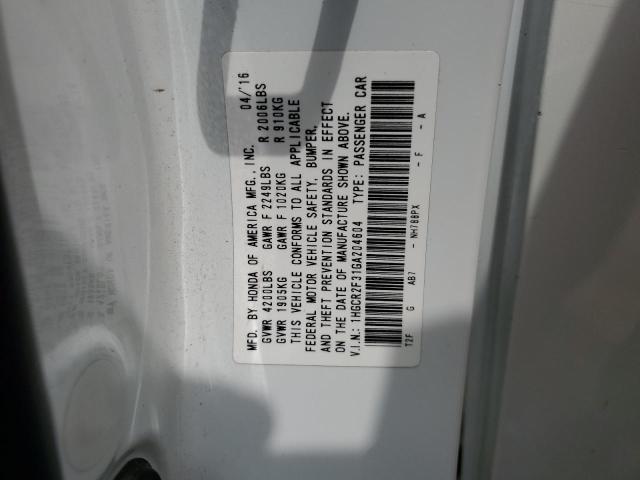 MFD. BY HONDA OF AMERICA MFG., INC. 04/16
GVWR 4200LBS GAWR F 2249LBS R 2006LBS
GVWR 1905KG GAWR F 1020KG R 910KG
THIS VEHICLE CONFORMS TO ALL APPLICABLE
FEDERAL MOTOR VEHICLE SAFETY, BUMPER,
AND THEFT PREVENTION STANDARDS IN EFFECT
ON THE DATE OF MANUFACTURE SHOWN ABOVE.
V.I.N.: 1HGCR2F31GA204604 TYPE: PASSENGER CAR
T2F G AB7 - NH788PX - F - A